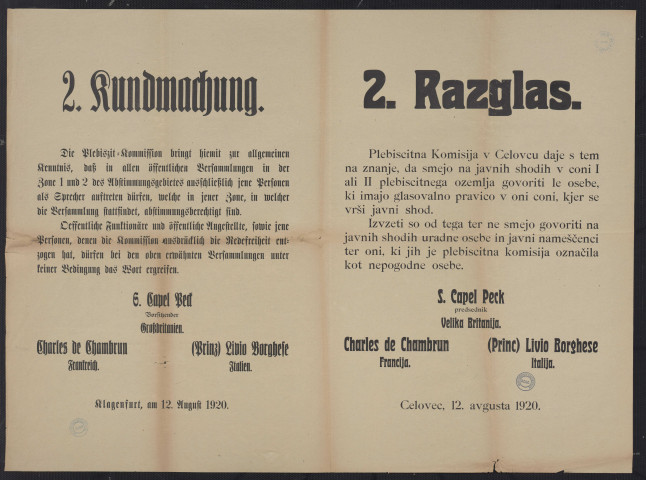 2. Kundmachung.
Die Plebiszit-Kommission bringt hiemit zur allgemeinen
Kenntnis, daß in allen öffentlichen Versammlungen in der
Zone 1 und 2 des Abstimmungsgebietes ausschließlich jene Personen
als Sprecher auftreten dürfen, welche in jener Zone, in welcher
die Versammlung stattfindet, abstimmungsberechtigt sind.
Oeffentliche Funktionäre und öffentliche Angestellte, sowie jene
Personen, denen die Kommission ausdrücklich die Redefreiheit ent-
zogen hat, dürfen bei den oben erwähnten Versammlungen unter
keiner Bedingung das Wort ergreifen.
S. Capel Peck
Vorsitzender
Großbritanien.
Charles de Chambrun (Prinz) Livio Borghese
Frankreich. Italien.
Klagenfurt, am 12. August 1920.
2. Razglas.
Plebiscitna Komisija v Celovcu daje s tem
na znanje, da smejo na javnih shodih v coni I
ali II plebiscitnega ozemlja govoriti le osebe,
ki imajo glasovalno pravico v oni coni, kjer se
vrši javni shod.
Izvzeti so od tega ter ne smejo govoriti na
javnih shodih uradne osebe in javni nameščenci
ter oni, ki jih je plebiscitna komisija označila
kot nepogodne osebe.
S. Capel Peck
predsednik
Velika Britanija.
Charles de Chambrun (Princ) Livio Borghese
Francija. Italija.
Celovec, 12. avgusta 1920.